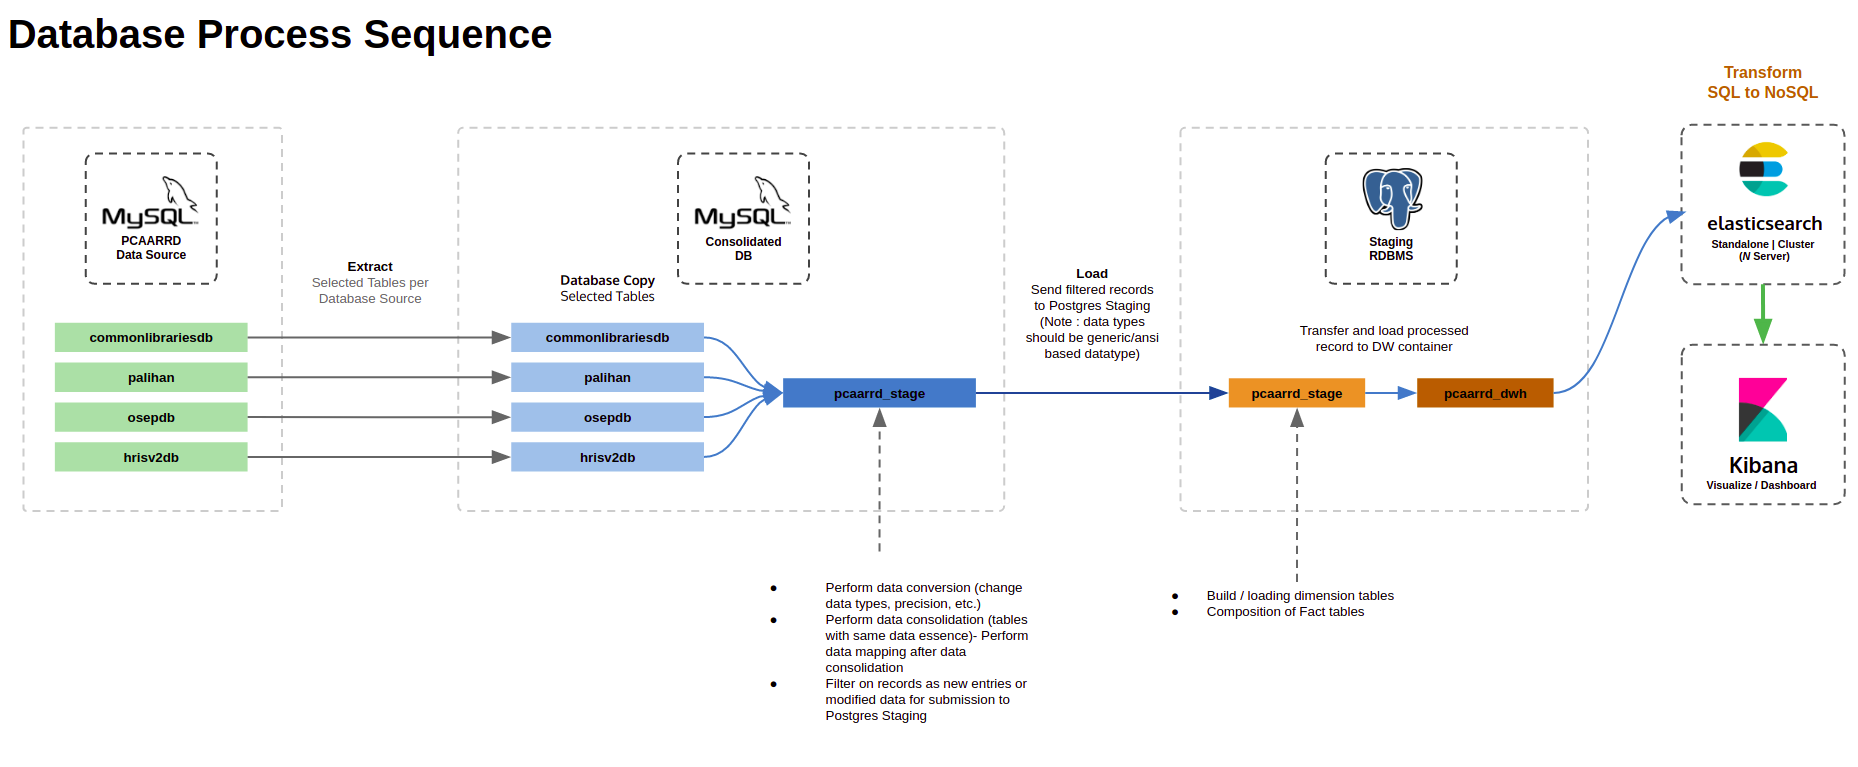 Database Process Sequence
Transform
SQL to NoSQL
MySQL™
PCAARRD
Data Source
Extract
Selected Tables per
Database Source
commonlibrariesdb
palihan
osepdb
hrisv2db
MySQL™
Consolidated
DB
Database Copy
Selected Tables
commonlibrariesdb
palihan
osepdb
hrisv2db
pcaarrd_stage
Load
Send filtered records
to Postgres Staging
(Note : data types
should be generic/ansi
based datatype)
Staging
RDBMS
Transfer and load processed
record to DW container
pcaarrd_stage
pcaarrd_dwh
elasticsearch
Standalone | Cluster
(N Server)
Kibana
Visualize / Dashboard
● Perform data conversion (change
data types, precision, etc.)
● Perform data consolidation (tables
with same data essence)- Perform
data mapping after data
consolidation
● Filter on records as new entries or
modified data for submission to
Postgres Staging
● Build / loading dimension tables
● Composition of Fact tables